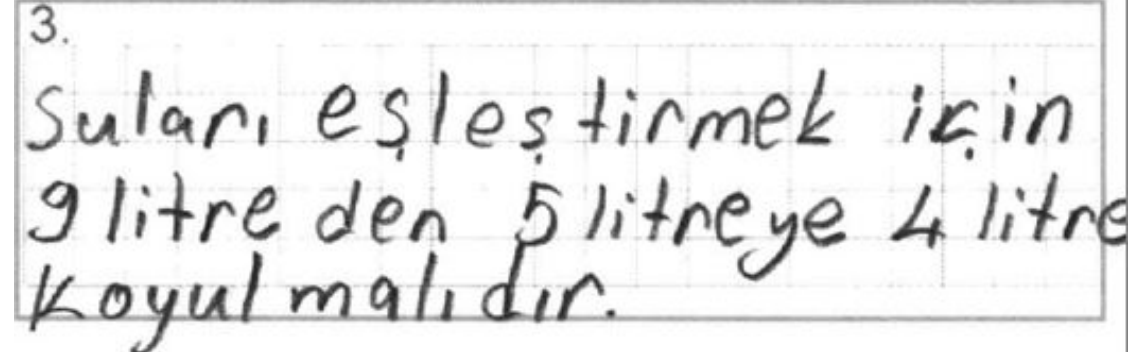 3.
Suları eşleştirmek için
9 litre den 5 litreye 4 litre
koyulmalıdır.